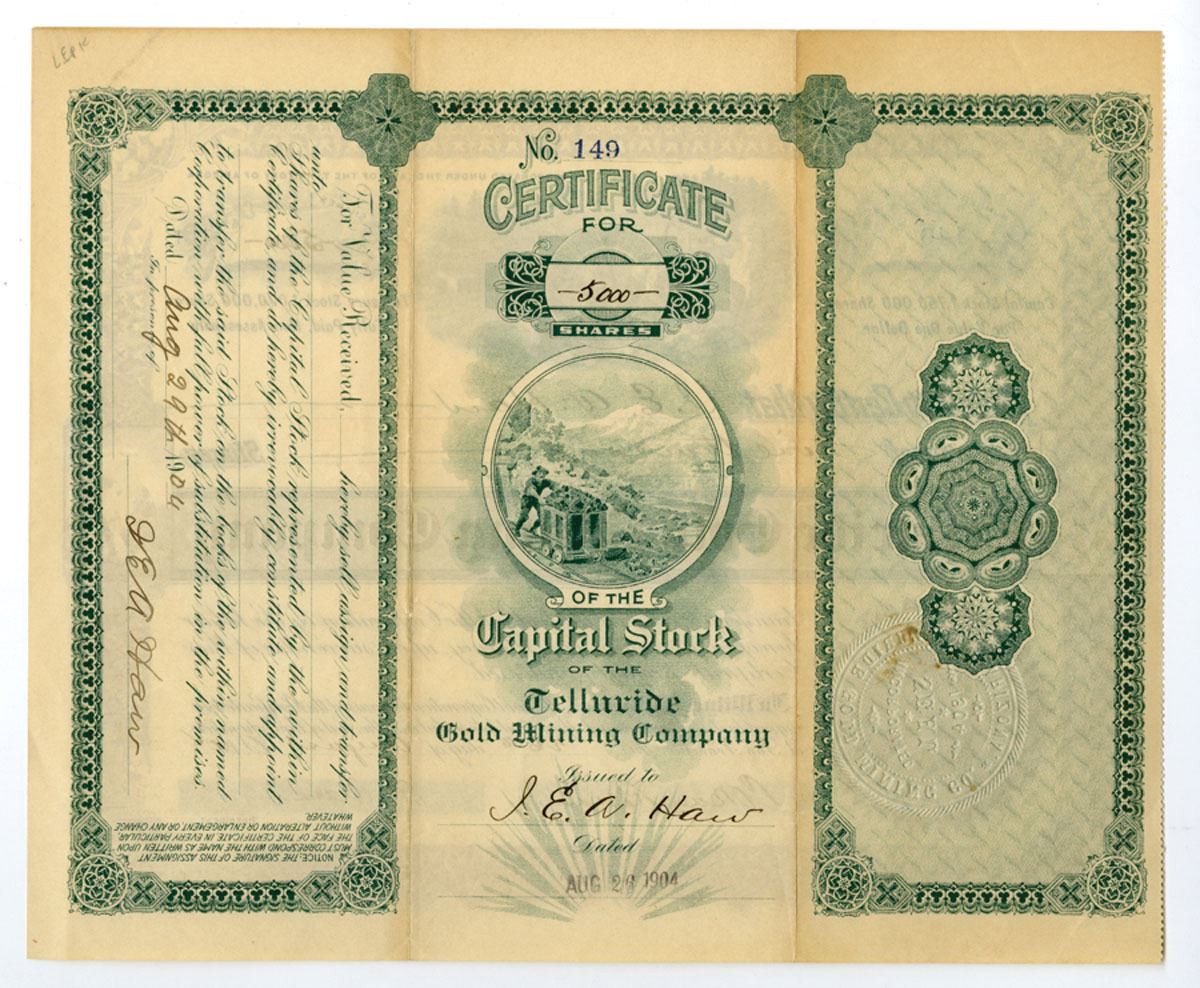 No. 149
CERTIFICATE
FOR
—5000—
SHARES
OF THE
Capital Stock
OF THE
Telluride
Gold Mining Company
Issued to
I. E. A. Haw
Dated
AUG 26 1904
For Value Received, hereby sell assign and transfer
unto
Shares of the Capital Stock represented by the within
Certificate and do hereby irrevocably constitute and appoint
to transfer the said Stock on the books of the within named
Corporation with full power of substitution in the premises.
Dated Aug 29th 1904
In presence of
I E A Haw
NOTICE: THE SIGNATURE OF THIS ASSIGNMENT
MUST CORRESPOND WITH THE NAME AS WRITTEN UPON
THE FACE OF THE CERTIFICATE IN EVERY PARTICULAR
WITHOUT ALTERATION OR ENLARGEMENT OR ANY CHANGE
WHATEVER.